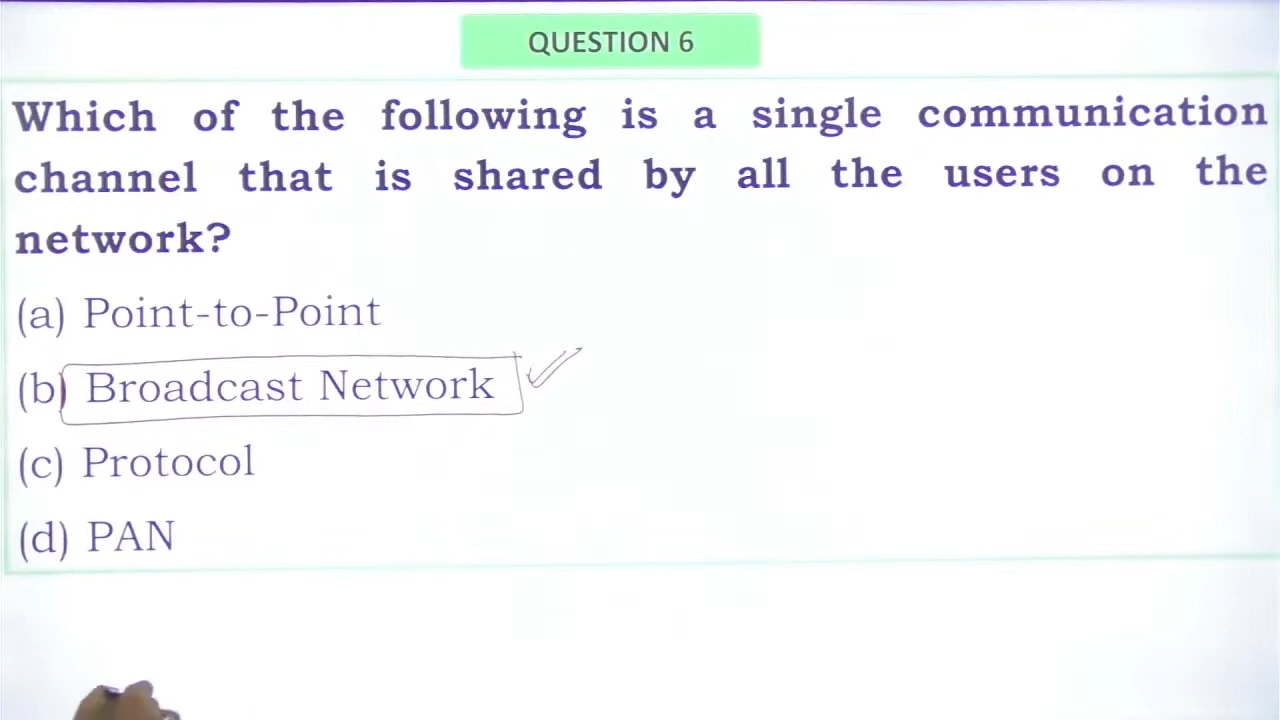 QUESTION 6
Which of the following is a single communication
channel that is shared by all the users on the
network?
(a) Point-to-Point
(b) Broadcast Network
(c) Protocol
(d) PAN